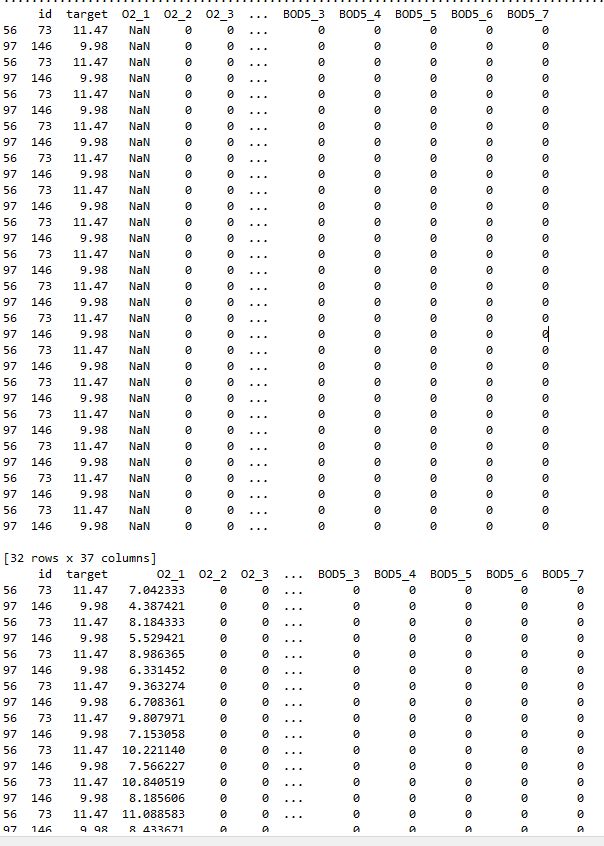 id target O2_1 O2_2 O2_3 ... BOD5_3 BOD5_4 BOD5_5 BOD5_6 BOD5_7
56 73 11.47 NaN 0 0 ... 0 0 0 0 0
97 146 9.98 NaN 0 0 ... 0 0 0 0 0
56 73 11.47 NaN 0 0 ... 0 0 0 0 0
97 146 9.98 NaN 0 0 ... 0 0 0 0 0
56 73 11.47 NaN 0 0 ... 0 0 0 0 0
97 146 9.98 NaN 0 0 ... 0 0 0 0 0
56 73 11.47 NaN 0 0 ... 0 0 0 0 0
97 146 9.98 NaN 0 0 ... 0 0 0 0 0
56 73 11.47 NaN 0 0 ... 0 0 0 0 0
97 146 9.98 NaN 0 0 ... 0 0 0 0 0
56 73 11.47 NaN 0 0 ... 0 0 0 0 0
97 146 9.98 NaN 0 0 ... 0 0 0 0 0
56 73 11.47 NaN 0 0 ... 0 0 0 0 0
97 146 9.98 NaN 0 0 ... 0 0 0 0 0
56 73 11.47 NaN 0 0 ... 0 0 0 0 0
97 146 9.98 NaN 0 0 ... 0 0 0 0 0
56 73 11.47 NaN 0 0 ... 0 0 0 0 0
97 146 9.98 NaN 0 0 ... 0 0 0 0 0
56 73 11.47 NaN 0 0 ... 0 0 0 0 0
97 146 9.98 NaN 0 0 ... 0 0 0 0 0
56 73 11.47 NaN 0 0 ... 0 0 0 0 0
97 146 9.98 NaN 0 0 ... 0 0 0 0 0
56 73 11.47 NaN 0 0 ... 0 0 0 0 0
97 146 9.98 NaN 0 0 ... 0 0 0 0 0
56 73 11.47 NaN 0 0 ... 0 0 0 0 0
97 146 9.98 NaN 0 0 ... 0 0 0 0 0
56 73 11.47 NaN 0 0 ... 0 0 0 0 0
97 146 9.98 NaN 0 0 ... 0 0 0 0 0
56 73 11.47 NaN 0 0 ... 0 0 0 0 0
97 146 9.98 NaN 0 0 ... 0 0 0 0 0
56 73 11.47 NaN 0 0 ... 0 0 0 0 0
97 146 9.98 NaN 0 0 ... 0 0 0 0 0
[32 rows x 37 columns]
id target O2_1 O2_2 O2_3 ... BOD5_3 BOD5_4 BOD5_5 BOD5_6 BOD5_7
56 73 11.47 7.042333 0 0 ... 0 0 0 0 0
97 146 9.98 4.387421 0 0 ... 0 0 0 0 0
56 73 11.47 8.184333 0 0 ... 0 0 0 0 0
97 146 9.98 5.529421 0 0 ... 0 0 0 0 0
56 73 11.47 8.986365 0 0 ... 0 0 0 0 0
97 146 9.98 6.331452 0 0 ... 0 0 0 0 0
56 73 11.47 9.363274 0 0 ... 0 0 0 0 0
97 146 9.98 6.708361 0 0 ... 0 0 0 0 0
56 73 11.47 9.807971 0 0 ... 0 0 0 0 0
97 146 9.98 7.153058 0 0 ... 0 0 0 0 0
56 73 11.47 10.221140 0 0 ... 0 0 0 0 0
97 146 9.98 7.566227 0 0 ... 0 0 0 0 0
56 73 11.47 10.840519 0 0 ... 0 0 0 0 0
97 146 9.98 8.185606 0 0 ... 0 0 0 0 0
56 73 11.47 11.088583 0 0 ... 0 0 0 0 0
97 146 9.98 8.433671 0 0 0 0 0 0 0